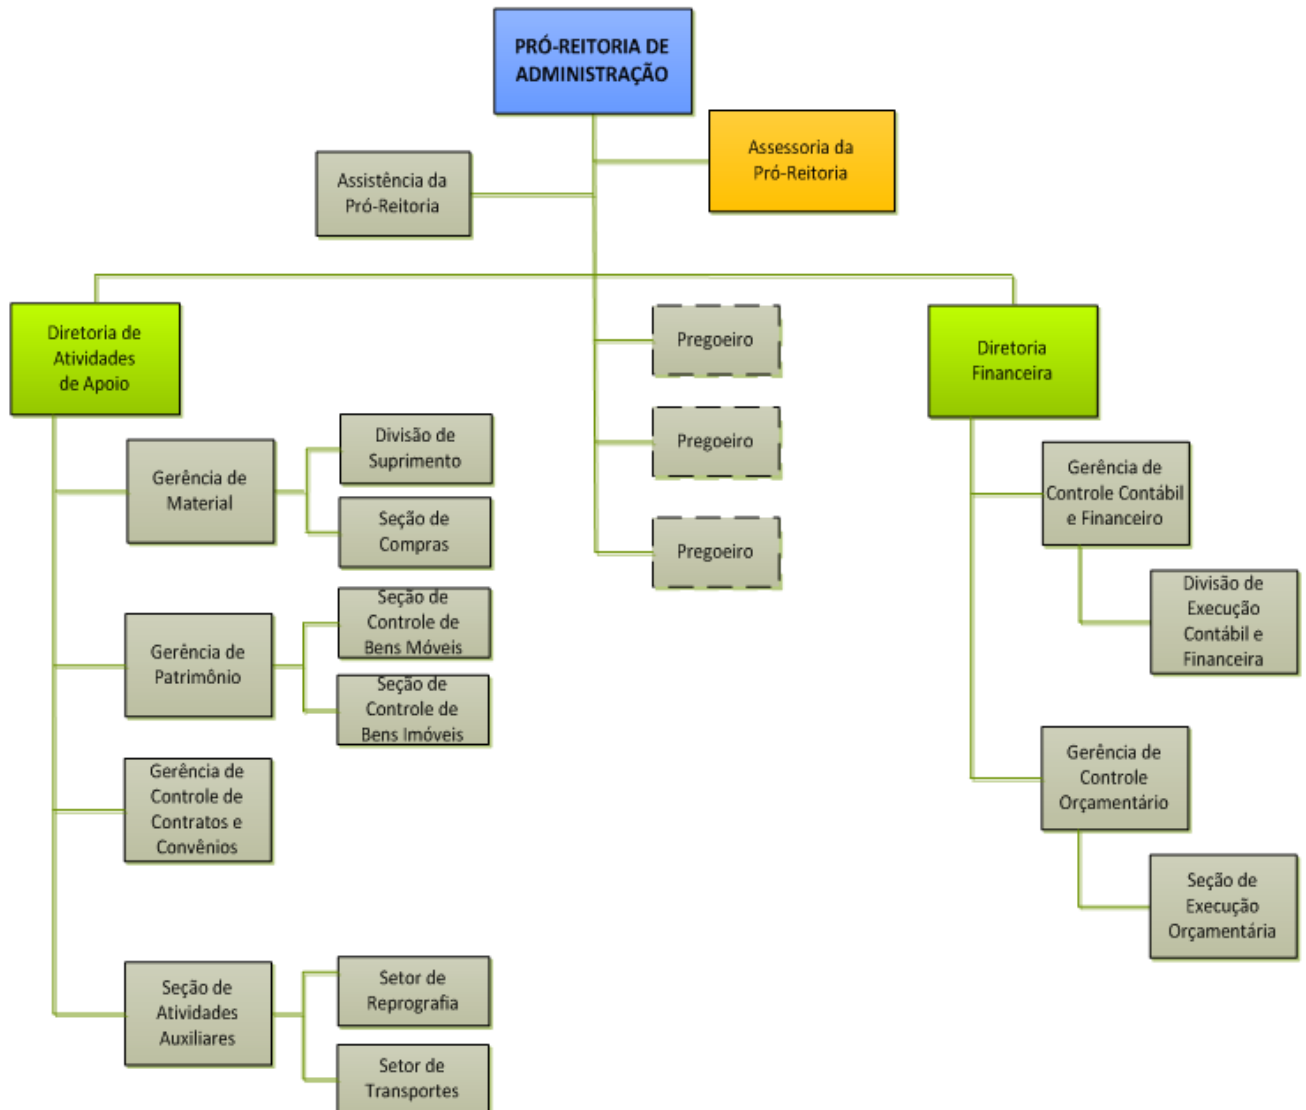 PRÓ-REITORIA DE
ADMINISTRAÇÃO
Assessoria da
Pró-Reitoria
Assistência da
Pró-Reitoria
Diretoria de
Atividades
de Apoio
Pregoeiro
Pregoeiro
Pregoeiro
Diretoria
Financeira
Gerência de
Material
Divisão de
Suprimento
Seção de
Compras
Gerência de
Patrimônio
Seção de
Controle de
Bens Móveis
Seção de
Controle de
Bens Imóveis
Gerência de
Controle de
Contratos e
Convênios
Seção de
Atividades
Auxiliares
Setor de
Reprografia
Setor de
Transportes
Gerência de
Controle Contábil
e Financeiro
Divisão de
Execução
Contábil e
Financeira
Gerência de
Controle
Orçamentário
Seção de
Execução
Orçamentária